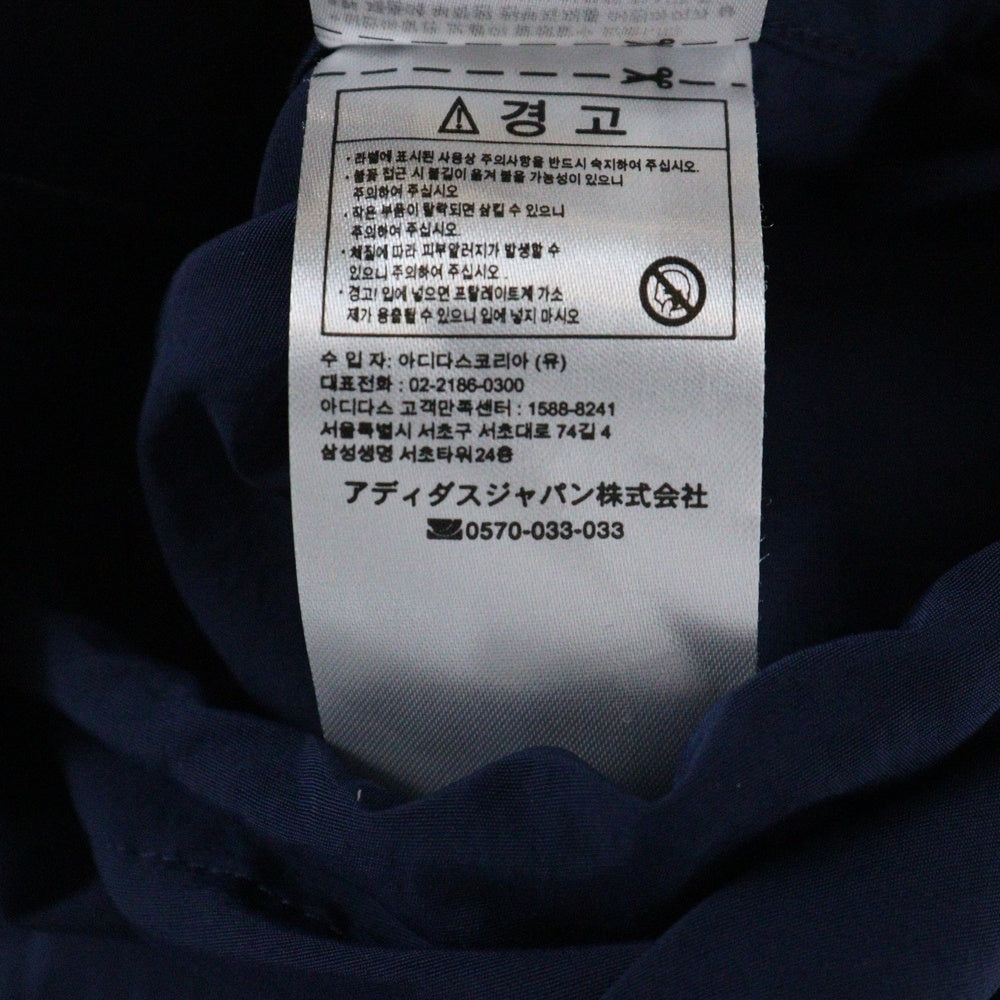 경 고
· 라벨에 표시된 사용상 주의사항을 반드시 숙지하여 주십시오.
· 불꽃 접근 시 불길이 옮겨 붙을 가능성이 있으니
주의하여 주십시오
· 작은 부품이 탈락되면 삼킬 수 있으니
주의하여 주십시오.
· 체질에 따라 피부알러지가 발생할 수
있으니 주의하여 주십시오 .
· 경고! 입에 넣으면 프탈레이트계 가소
제가 용출될 수 있으니 입에 넣지 마시오
수 입 자: 아디다스코리아 (유)
대표전화 : 02-2186-0300
아디다스 고객만족센터 : 1588-8241
서울특별시 서초구 서초대로 74길 4
삼성생명 서초타워 24층
アディダスジャパン株式会社
0570-033-033